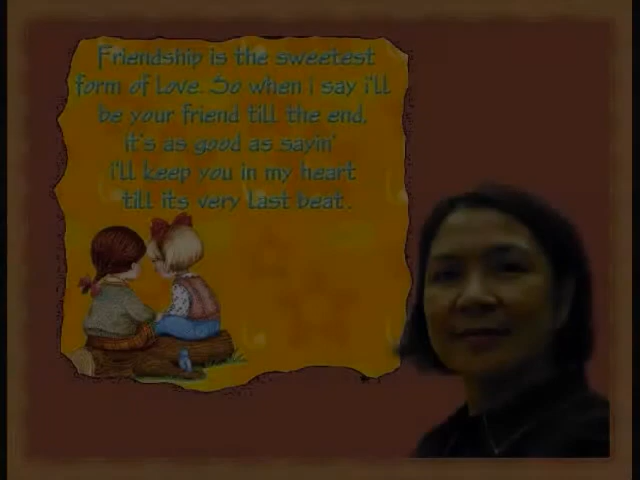 Friendship is the sweetest
form of love. So when i say i'll
be your friend till the end,
it's as good as sayin'
i'll keep you in my heart
till its very last beat.